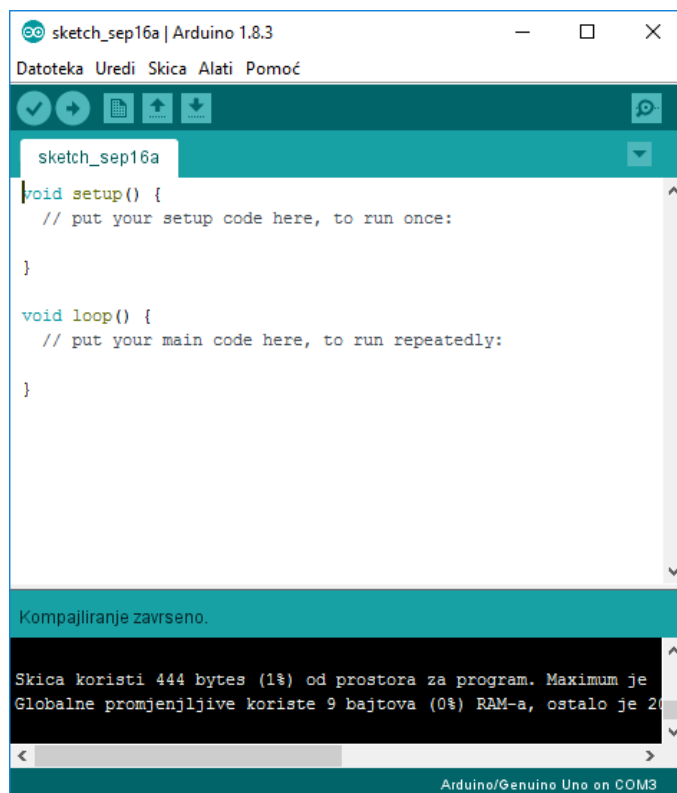 sketch_sep16a | Arduino 1.8.3
Datoteka Uredi Skica Alati Pomoć
sketch_sep16a
void setup() {
// put your setup code here, to run once:
}
void loop() {
// put your main code here, to run repeatedly:
}
Kompajliranje zavrseno.
Skica koristi 444 bytes (1%) od prostora za program. Maximum je
Globalne promjenjljive koriste 9 bajtova (0%) RAM-a, ostalo je 20
Arduino/Genuino Uno on COM3